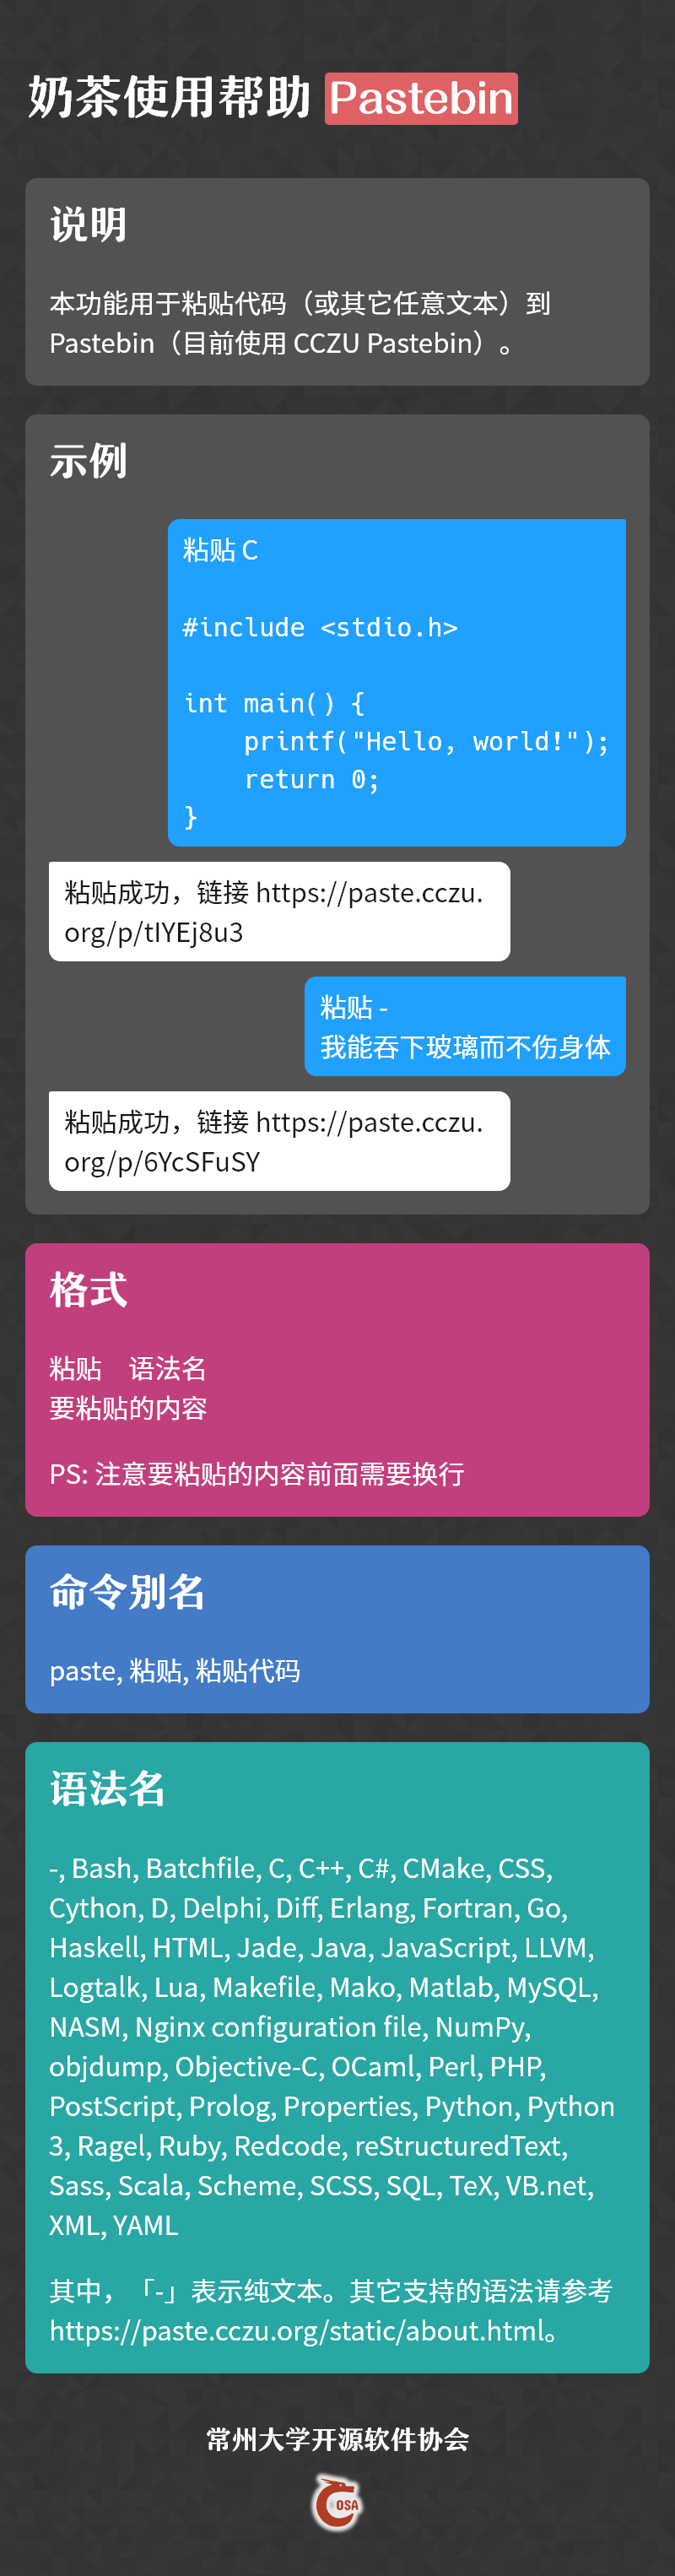 奶茶使用帮助 Pastebin
说明
本功能用于粘贴代码（或其它任意文本）到
Pastebin（目前使用 CCZU Pastebin）。
示例
粘贴 C
#include <stdio.h>
int main() {
    printf("Hello, world!");
    return 0;
}
粘贴成功，链接 https://paste.cczu.
org/p/tIYEj8u3
粘贴 -
我能吞下玻璃而不伤身体
粘贴成功，链接 https://paste.cczu.
org/p/6YcSFuSY
格式
粘贴　语法名
要粘贴的内容
PS: 注意要粘贴的内容前面需要换行
命令别名
paste, 粘贴, 粘贴代码
语法名
-, Bash, Batchfile, C, C++, C#, CMake, CSS,
Cython, D, Delphi, Diff, Erlang, Fortran, Go,
Haskell, HTML, Jade, Java, JavaScript, LLVM,
Logtalk, Lua, Makefile, Mako, Matlab, MySQL,
NASM, Nginx configuration file, NumPy,
objdump, Objective-C, OCaml, Perl, PHP,
PostScript, Prolog, Properties, Python, Python
3, Ragel, Ruby, Redcode, reStructuredText,
Sass, Scala, Scheme, SCSS, SQL, TeX, VB.net,
XML, YAML
其中，「-」表示纯文本。其它支持的语法请参考
https://paste.cczu.org/static/about.html。
常州大学开源软件协会
OSA